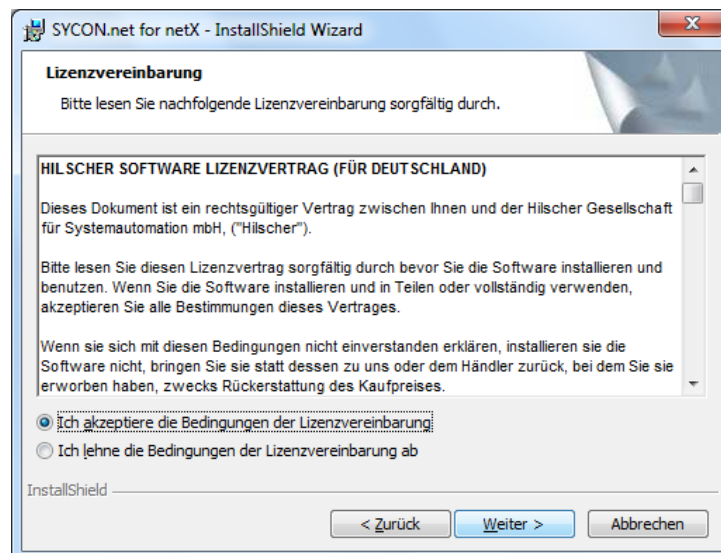 SYCON.net for netX - InstallShield Wizard
Lizenzvereinbarung
Bitte lesen Sie nachfolgende Lizenzvereinbarung sorgfältig durch.
HILSCHER SOFTWARE LIZENZVERTRAG (FÜR DEUTSCHLAND)
Dieses Dokument ist ein rechtsgültiger Vertrag zwischen Ihnen und der Hilscher Gesellschaft
für Systemautomation mbH, ("Hilscher").
Bitte lesen Sie diesen Lizenzvertrag sorgfältig durch bevor Sie die Software installieren und
benutzen. Wenn Sie die Software installieren und in Teilen oder vollständig verwenden,
akzeptieren Sie alle Bestimmungen dieses Vertrages.
Wenn sie sich mit diesen Bedingungen nicht einverstanden erklären, installieren sie die
Software nicht, bringen Sie sie statt dessen zu uns oder dem Händler zurück, bei dem Sie sie
erworben haben, zwecks Rückerstattung des Kaufpreises.
Ich akzeptiere die Bedingungen der Lizenzvereinbarung
Ich lehne die Bedingungen der Lizenzvereinbarung ab
InstallShield
< Zurück
Weiter >
Abbrechen